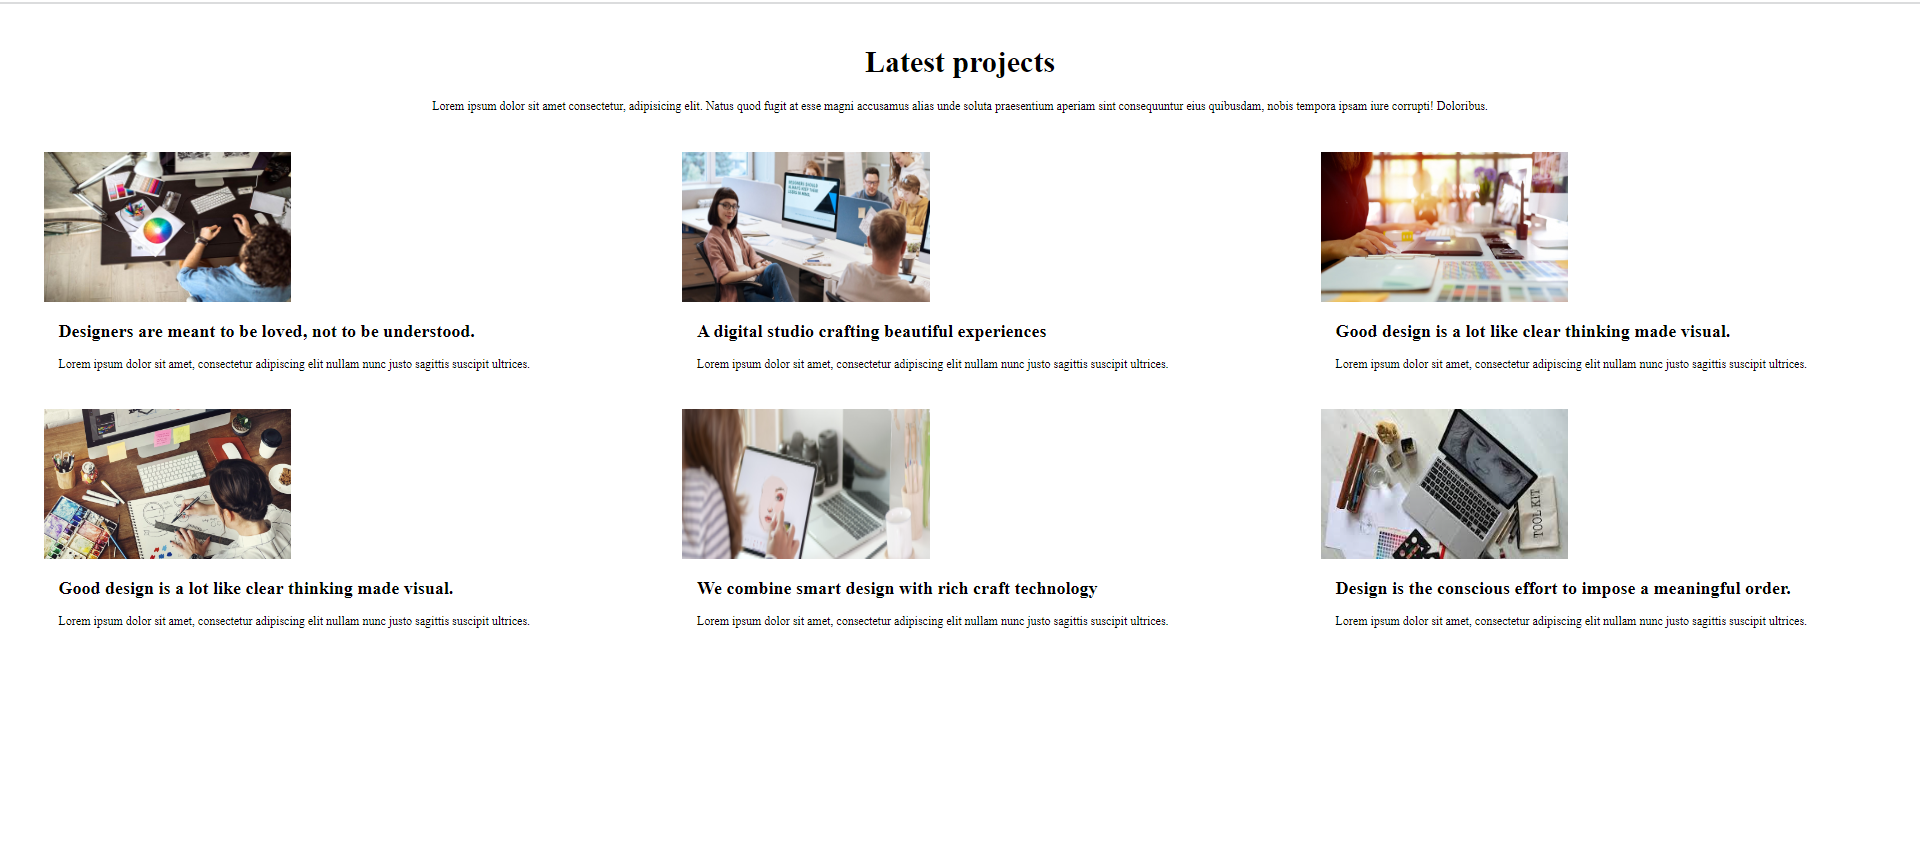 Latest projects
Lorem ipsum dolor sit amet consectetur, adipisicing elit. Natus quod fugit at esse magni accusamus alias unde soluta praesentium aperiam sint consequuntur eius quibusdam, nobis tempora ipsam iure corrupti! Doloribus.
Designers are meant to be loved, not to be understood.
Lorem ipsum dolor sit amet, consectetur adipiscing elit nullam nunc justo sagittis suscipit ultrices.
A digital studio crafting beautiful experiences
Lorem ipsum dolor sit amet, consectetur adipiscing elit nullam nunc justo sagittis suscipit ultrices.
Good design is a lot like clear thinking made visual.
Lorem ipsum dolor sit amet, consectetur adipiscing elit nullam nunc justo sagittis suscipit ultrices.
TOOL KIT
Good design is a lot like clear thinking made visual.
Lorem ipsum dolor sit amet, consectetur adipiscing elit nullam nunc justo sagittis suscipit ultrices.
We combine smart design with rich craft technology
Lorem ipsum dolor sit amet, consectetur adipiscing elit nullam nunc justo sagittis suscipit ultrices.
Design is the conscious effort to impose a meaningful order.
Lorem ipsum dolor sit amet, consectetur adipiscing elit nullam nunc justo sagittis suscipit ultrices.